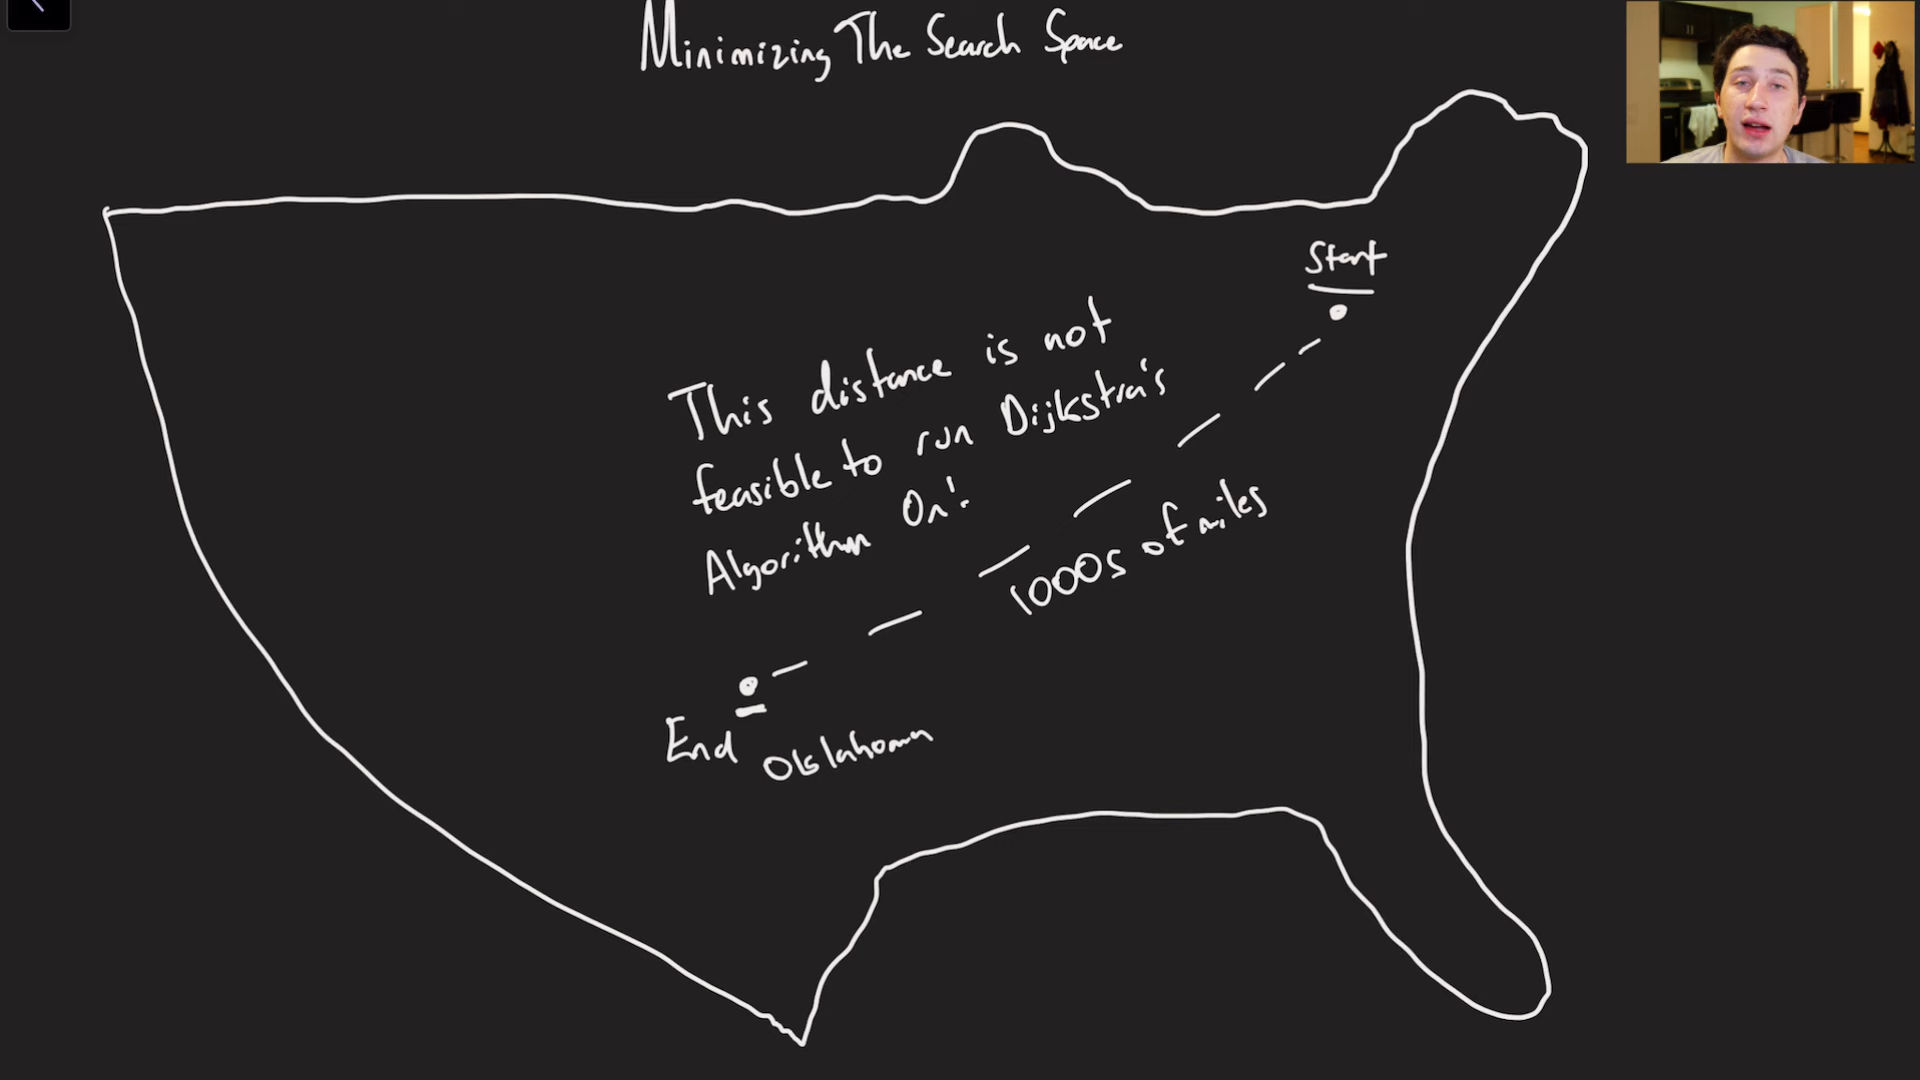 Minimizing The Search Space
Start
This distance is not
feasible to run Dijkstra's
Algorithm On!
1000s of miles
End
Oklahoma